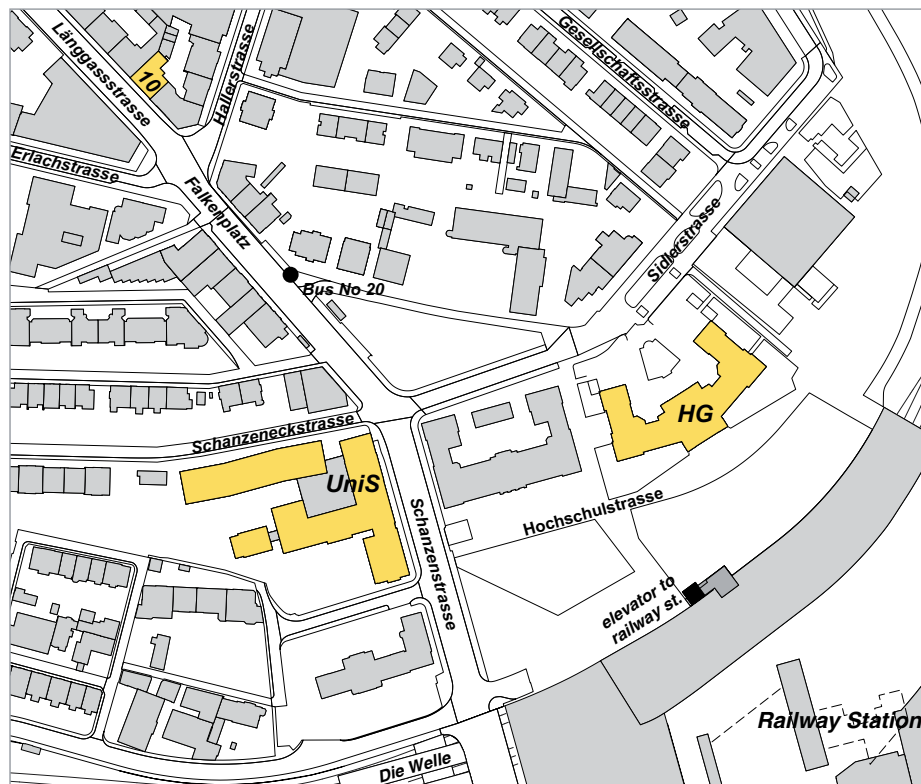 Länggassstrasse
10
Hallerstrasse
Gesellschaftsstrasse
Erlachstrasse
Falkenplatz
Sidlerstrasse
Bus No 20
HG
Schanzeneckstrasse
UniS
Schanzenstrasse
Hochschulstrasse
elevator to
railway st.
Railway Station
Die Welle